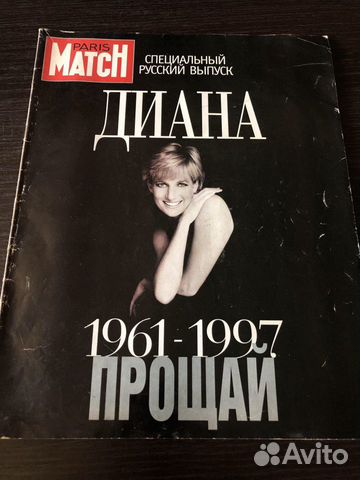 PARIS
MATCH
СПЕЦИАЛЬНЫЙ
РУССКИЙ ВЫПУСК
ДИАНА
1961-1997
ПРОЩАЙ
Avito